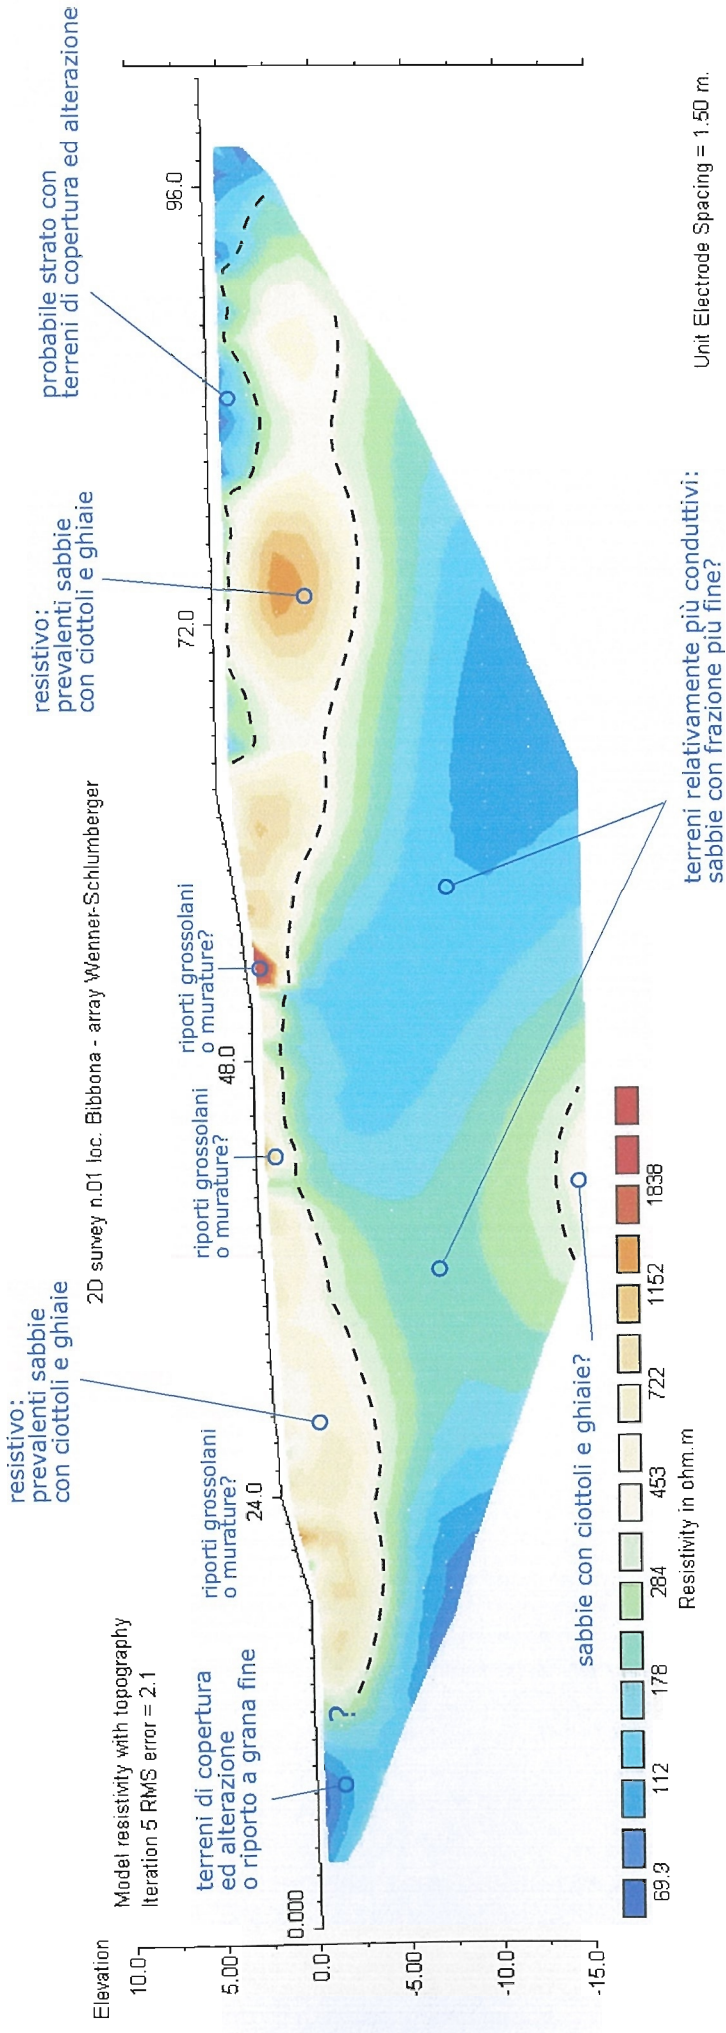 2D survey n.01 loc. Bibbona - array Wenner-Schlumberger
Elevation
Model resistivity with topography
Iteration 5 RMS error = 2.1
10.0
5.00
0.0
-5.00
-10.0
-15.0
0.000
24.0
48.0
72.0
96.0
terreni di copertura
ed alterazione
o riporto a grana fine
?
riporti grossolani
o murature?
resistivo:
prevalenti sabbie
con ciottoli e ghiaie
riporti grossolani
o murature?
riporti grossolani
o murature?
resistivo:
prevalenti sabbie
con ciottoli e ghiaie
probabile strato con
terreni di copertura ed alterazione
sabbie con ciottoli e ghiaie?
terreni relativamente più conduttivi:
sabbie con frazione più fine?
69.9
112
178
284
453
722
1152
1838
Resistivity in ohm.m
Unit Electrode Spacing = 1.50 m.